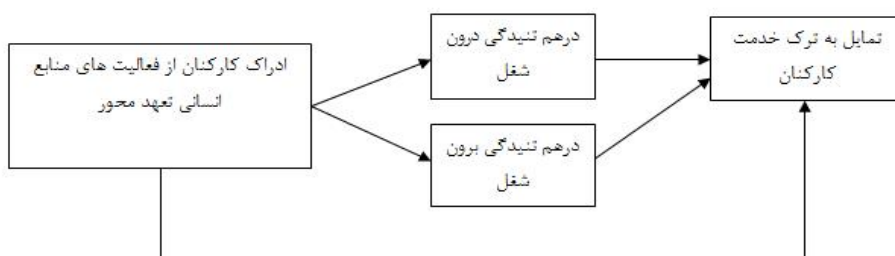 ادراک کارکنان از فعالیت های منابع
انسانی تعهد محور
درهم تنیدگی درون
شغل
درهم تنیدگی برون
شغل
تمایل به ترک خدمت
کارکنان